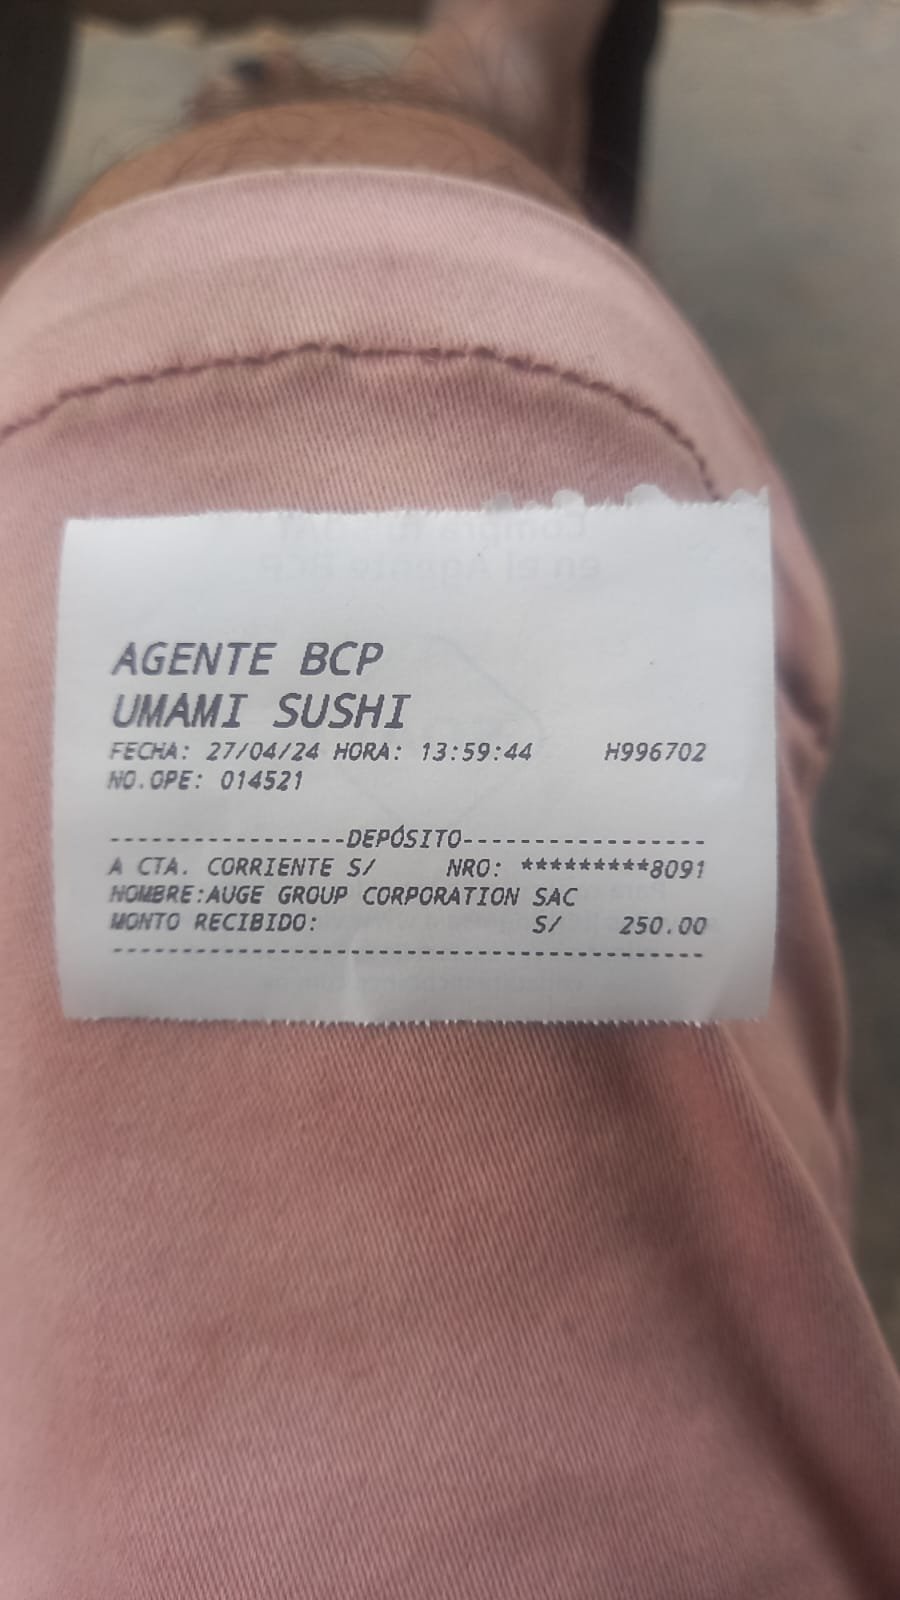 AGENTE BCP
UMAMI SUSHI
FECHA: 27/04/24 HORA: 13:59:44 H996702
NO.OPE: 014521
-----------------DEPÓSITO-----------------
A CTA. CORRIENTE S/ NRO: *********8091
NOMBRE:AUGE GROUP CORPORATION SAC
MONTO RECIBIDO: S/ 250.00
------------------------------------------